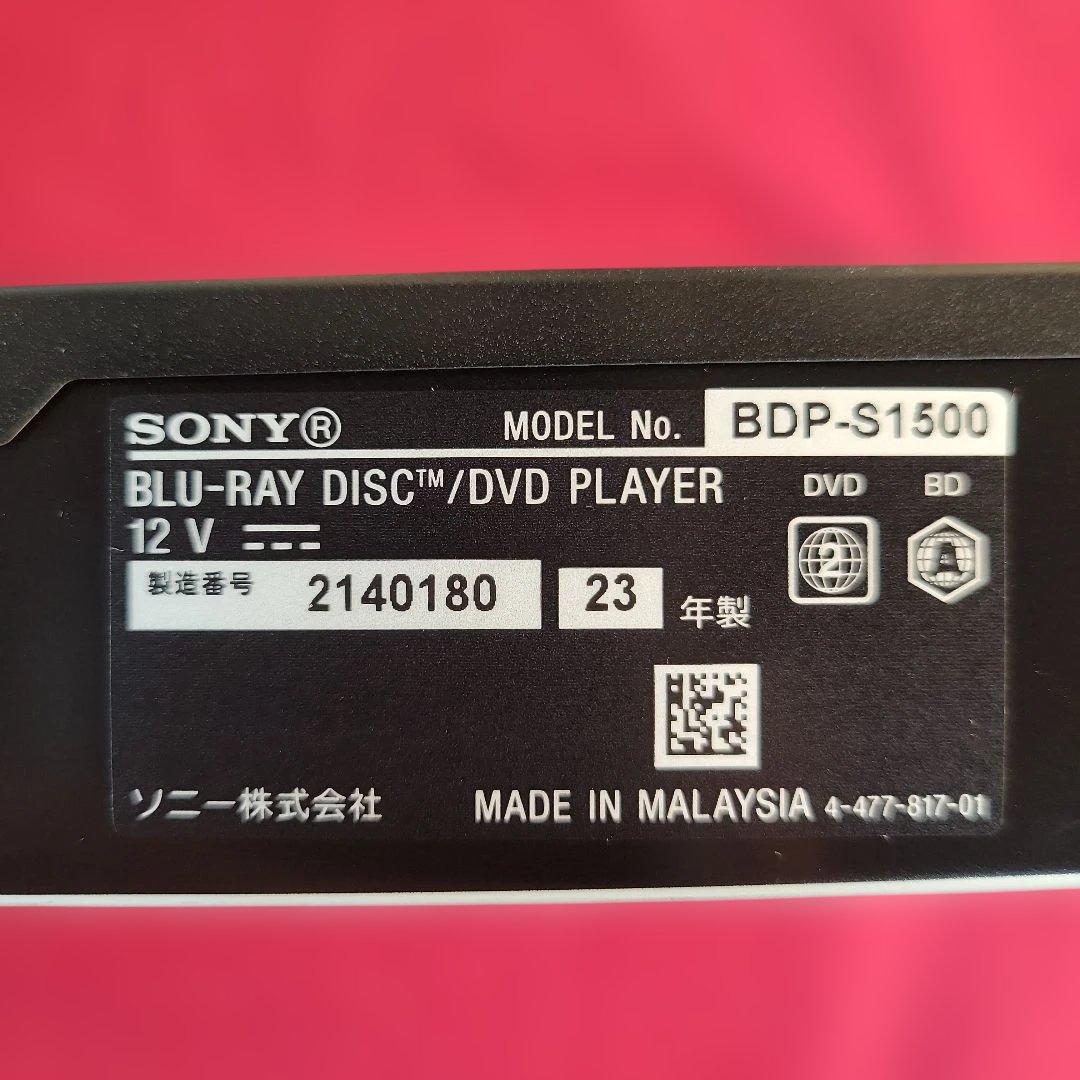 SONY® MODEL No. BDP-S1500
BLU-RAY DISC™/DVD PLAYER DVD BD
12 V 2 A
製造番号 2140180 23 年製
ソニー株式会社 MADE IN MALAYSIA 4-477-817-01